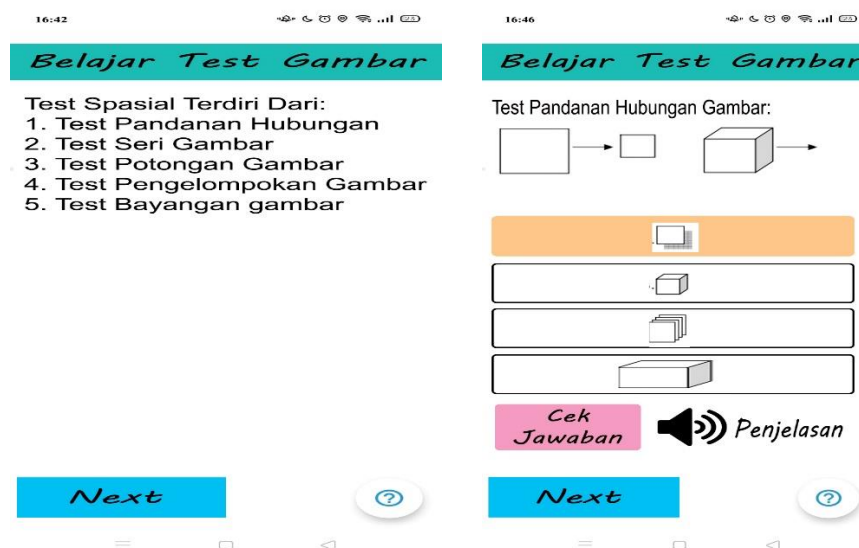 16:42
Belajar Test Gambar
Test Spasial Terdiri Dari:
1. Test Pandanan Hubungan
2. Test Seri Gambar
3. Test Potongan Gambar
4. Test Pengelompokan Gambar
5. Test Bayangan gambar
Next
16:46
Belajar Test Gambar
Test Pandanan Hubungan Gambar:
Cek
Jawaban
Penjelasan
Next